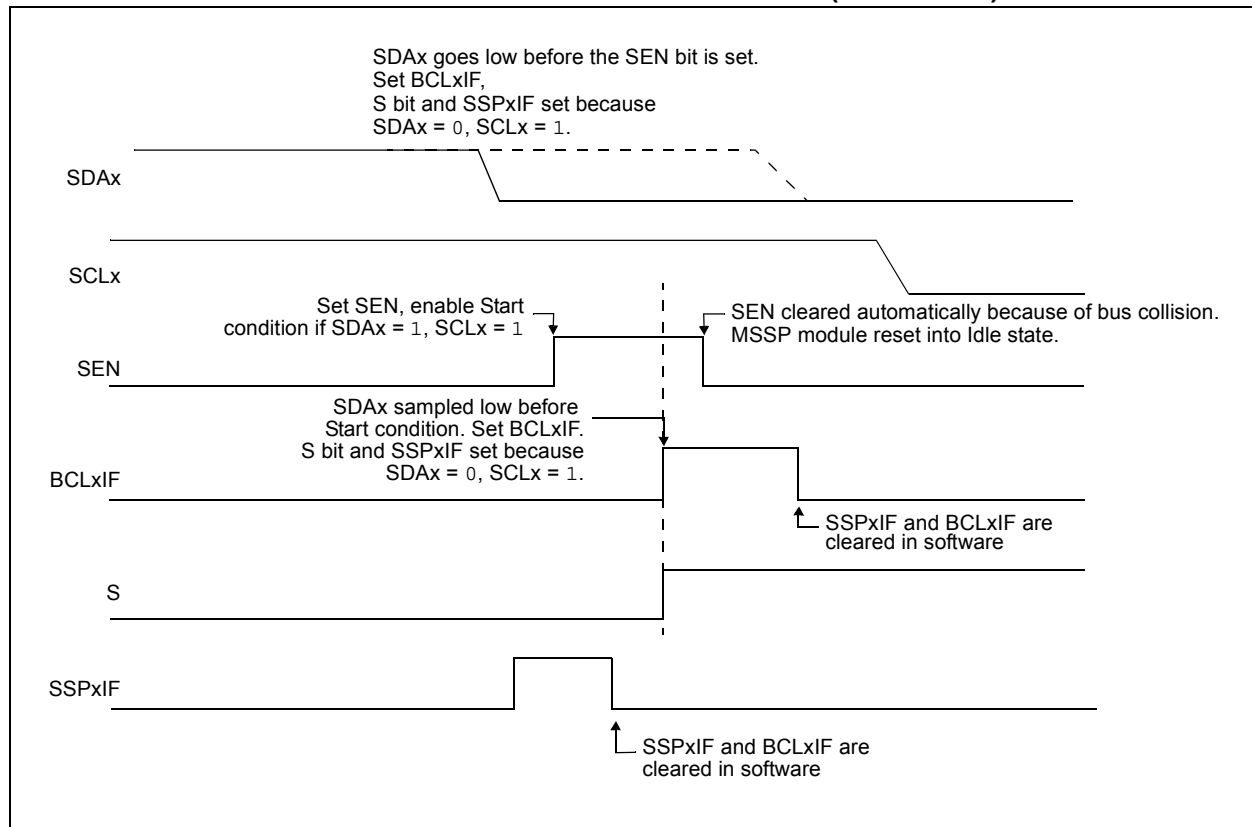 SDAx goes low before the SEN bit is set.
Set BCLxIF,
S bit and SSPxIF set because
SDAx = 0, SCLx = 1.
SDAx
SCLx
Set SEN, enable Start
condition if SDAx = 1, SCLx = 1
SEN cleared automatically because of bus collision.
MSSP module reset into Idle state.
SEN
SDAx sampled low before
Start condition. Set BCLxIF.
S bit and SSPxIF set because
SDAx = 0, SCLx = 1.
BCLxIF
SSPxIF and BCLxIF are
cleared in software
S
SSPxIF
SSPxIF and BCLxIF are
cleared in software